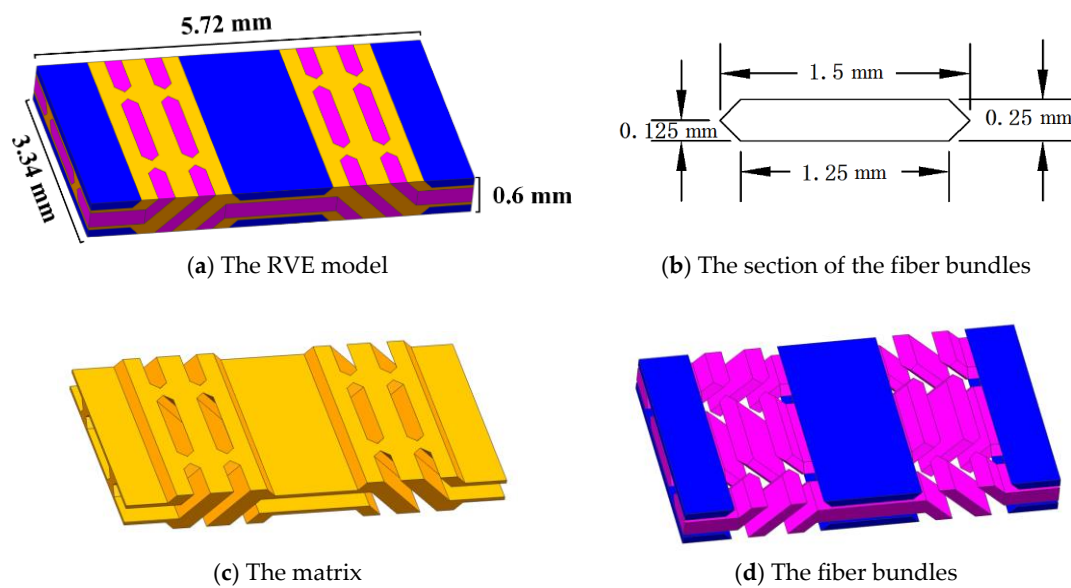 5.72 mm
3.34 mm
0.6 mm
(a) The RVE model
1.5 mm
0.125 mm
0.25 mm
1.25 mm
(b) The section of the fiber bundles
(c) The matrix
(d) The fiber bundles